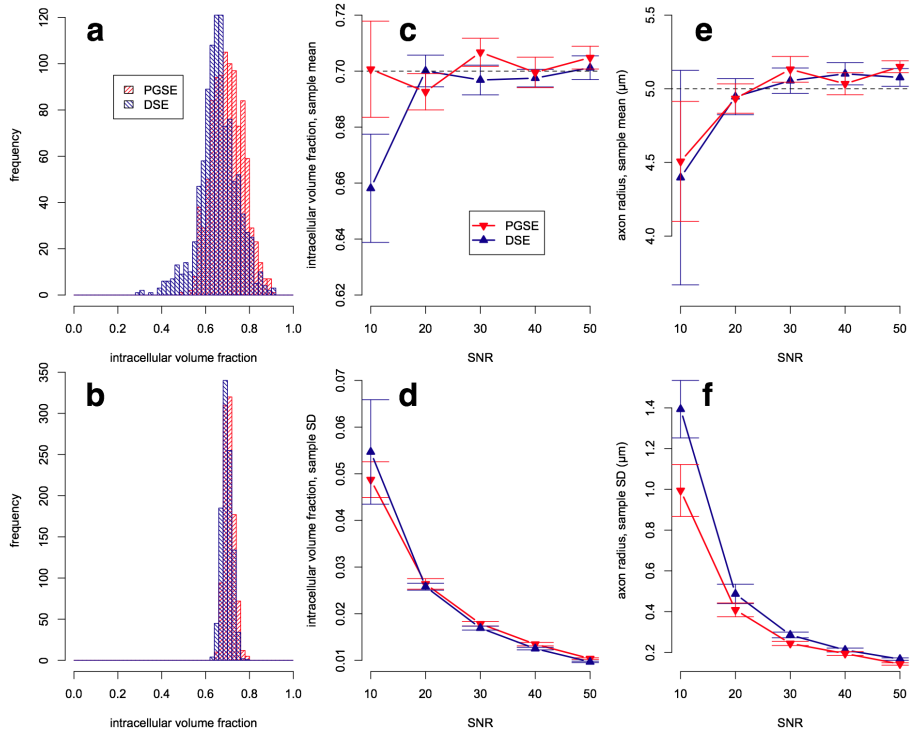 a
PGSE
DSE
frequency
0 20 40 60 80 100 120
0.0 0.2 0.4 0.6 0.8 1.0
intracellular volume fraction
c
intracellular volume fraction, sample mean
0.62 0.64 0.66 0.68 0.70 0.72
PGSE
DSE
10 20 30 40 50
SNR
e
axon radius, sample mean (μm)
4.0 4.5 5.0 5.5
10 20 30 40 50
SNR
b
frequency
0 50 100 150 200 250 300 350
0.0 0.2 0.4 0.6 0.8 1.0
intracellular volume fraction
d
intracellular volume fraction, sample SD
0.01 0.02 0.03 0.04 0.05 0.06 0.07
10 20 30 40 50
SNR
f
axon radius, sample SD (μm)
0.2 0.4 0.6 0.8 1.0 1.2 1.4
10 20 30 40 50
SNR